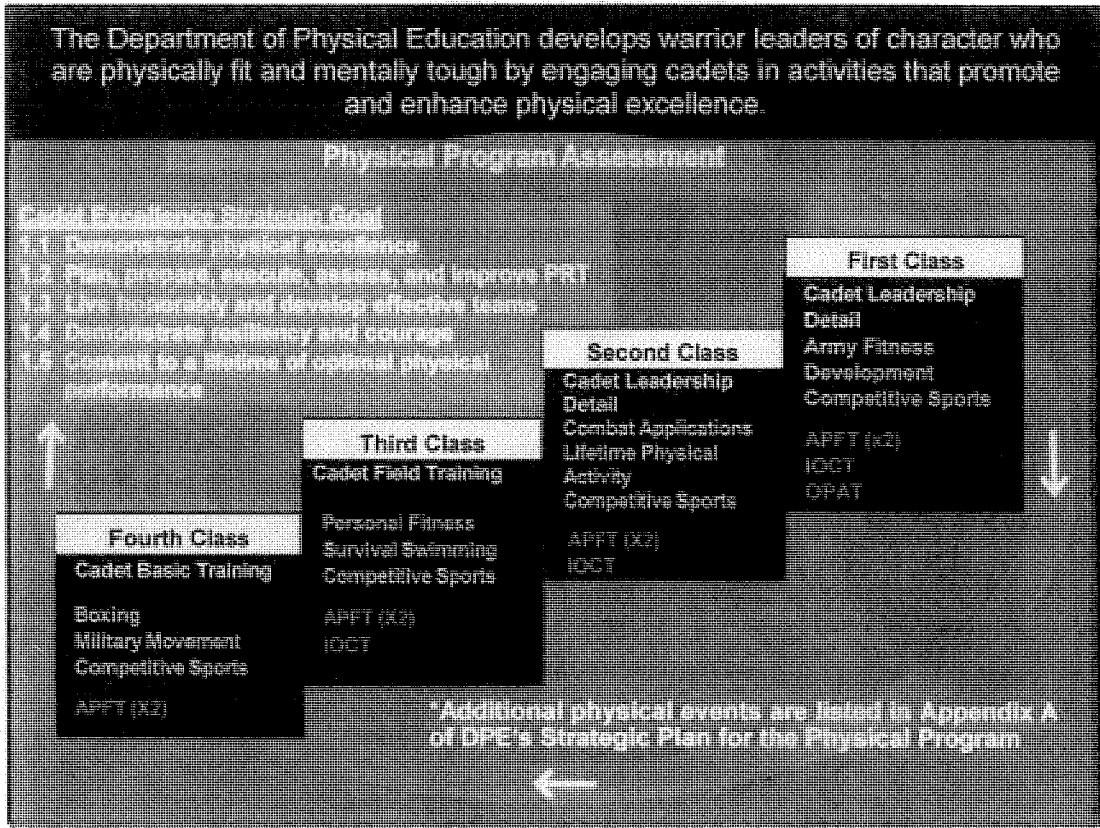 The Department of Physical Education develops warrior leaders of character who
are physically fit and mentally tough by engaging cadets in activities that promote
and enhance physical excellence.
Physical Program Assessment
Cadet Excellence Strategic Goal
1.1 Demonstrate physical excellence
1.2 execute, assess, and improve PRT
1.3 Live and develop effective teams
1.4 Demonstrate resiliency and courage
1.5 Commit to a lifetime of optimal physical
performance
Fourth Class
Cadet Basic Training
Boxing
Military Movement
Competitive Sports
APFT (X2)
Third Class
Cadet Field Training
Personal Fitness
Survival Swimming
Competitive Sports
APFT (X2)
IOCT
Second Class
Cadet Leadership
Detail
Combat Applications
Lifetime Physical
Activity
Competitive Sports
APFT (X2)
IOCT
First Class
Cadet Leadership
Detail
Army Fitness
Development
Competitive Sports
APFT (x2)
IOCT
OPAT
*Additional physical events are listed in Appendix A
of DPE's Strategic Plan for the Physical Program